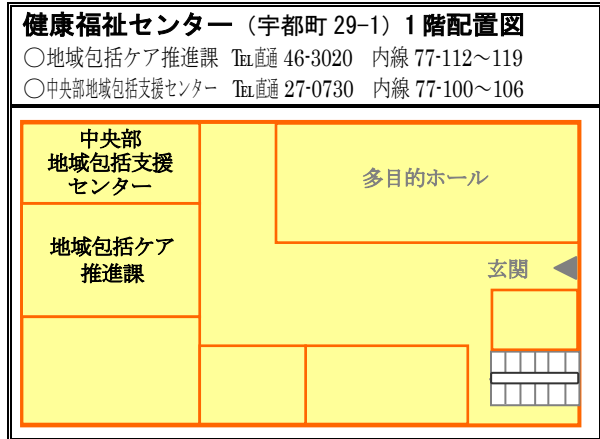 健康福祉センター（宇都町 29-1）1 階配置図
○地域包括ケア推進課 ℡直通 46-3020 内線 77-112～119
○中央部地域包括支援センター ℡直通 27-0730 内線 77-100～106
中央部
地域包括支援
センター
多目的ホール
地域包括ケア
推進課
玄関